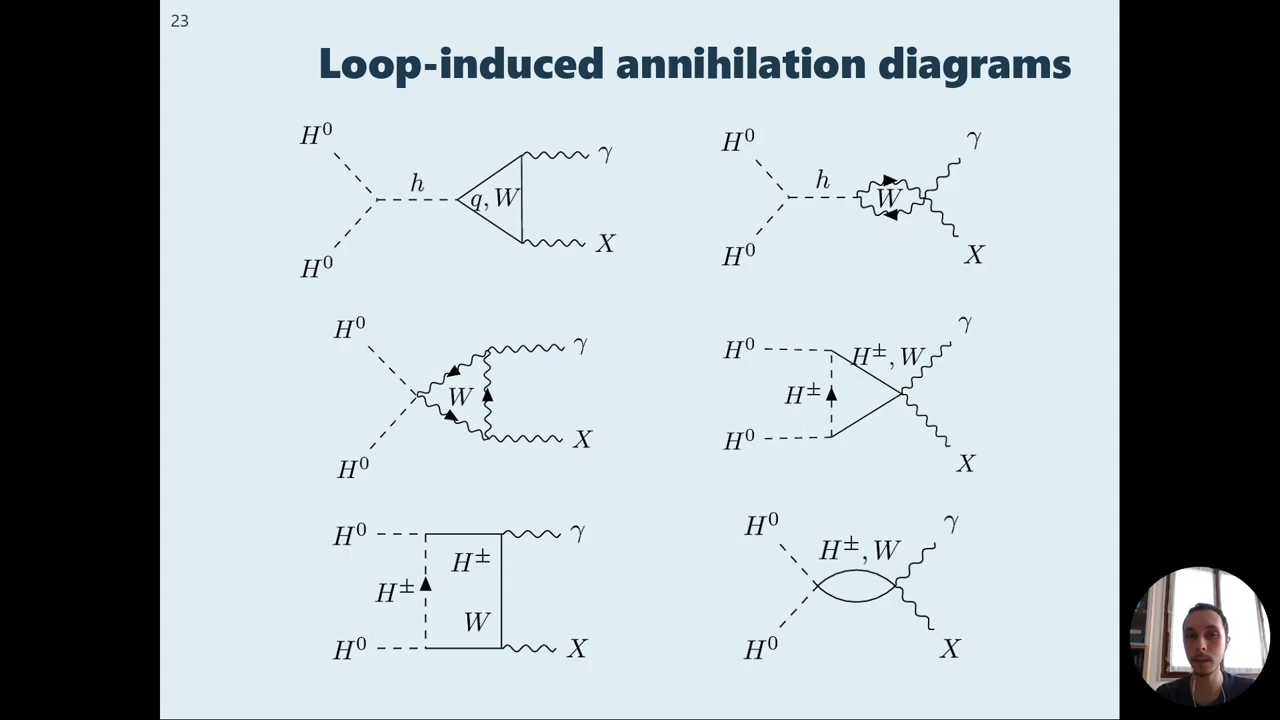 23
Loop-induced annihilation diagrams
H⁰
h
q, W
γ
H⁰
X
H⁰
h
W
γ
H⁰
X
H⁰
W
γ
H⁰
X
H⁰
H±
H±, W
γ
H⁰
X
H⁰
H±
H±
W
γ
H⁰
X
H⁰
H±, W
γ
H⁰
X